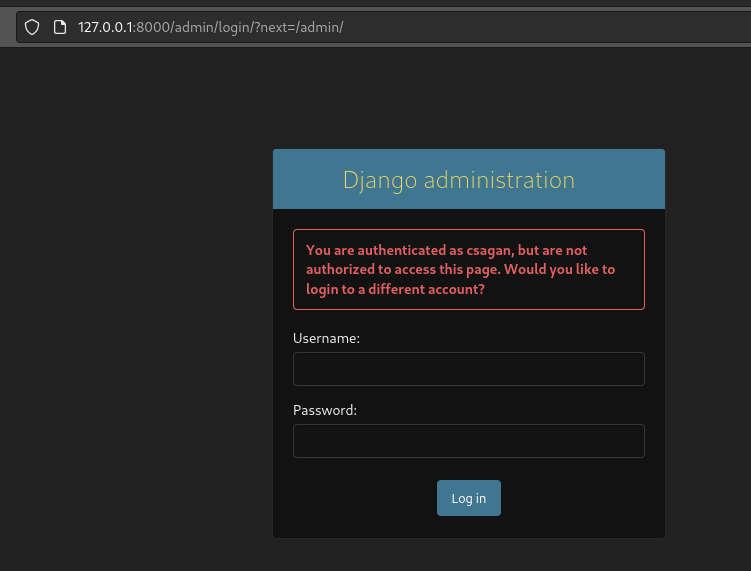 127.0.0.1:8000/admin/login/?next=/admin/
Django administration
You are authenticated as csagan, but are not
authorized to access this page. Would you like to
login to a different account?
Username:
Password:
Log in